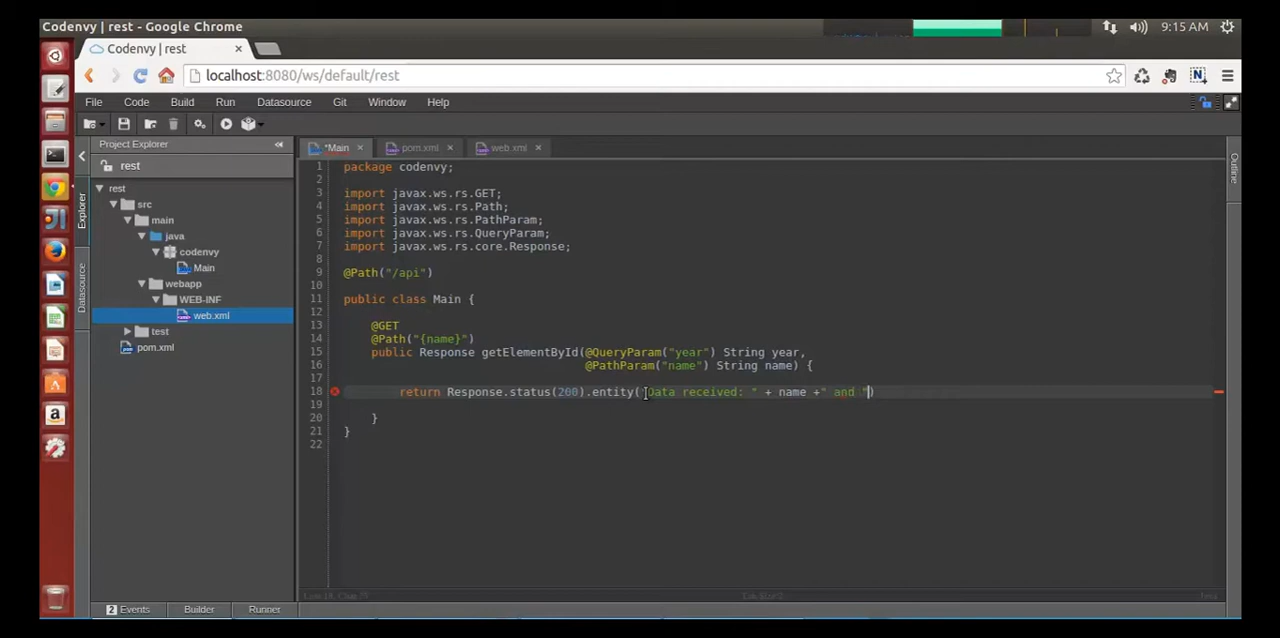 Codenvy | rest - Google Chrome
9:15 AM
Codenvy | rest
localhost:8080/ws/default/rest
File Code Build Run Datasource Git Window Help
Project Explorer
*Main
pom.xml
web.xml
rest
Outline
Explorer
Datasource
rest
src
main
java
codenvy
Main
webapp
WEB-INF
web.xml
test
pom.xml
1 package codenvy;
2
3 import javax.ws.rs.GET;
4 import javax.ws.rs.Path;
5 import javax.ws.rs.PathParam;
6 import javax.ws.rs.QueryParam;
7 import javax.ws.rs.core.Response;
8
9 @Path("/api")
10
11 public class Main {
12
13 @GET
14 @Path("{name}")
15 public Response getElementById(@QueryParam("year") String year,
16 @PathParam("name") String name) {
17
18 return Response.status(200).entity("Data received: " + name +" and ")
19
20 }
21 }
22
2 Events
Builder
Runner